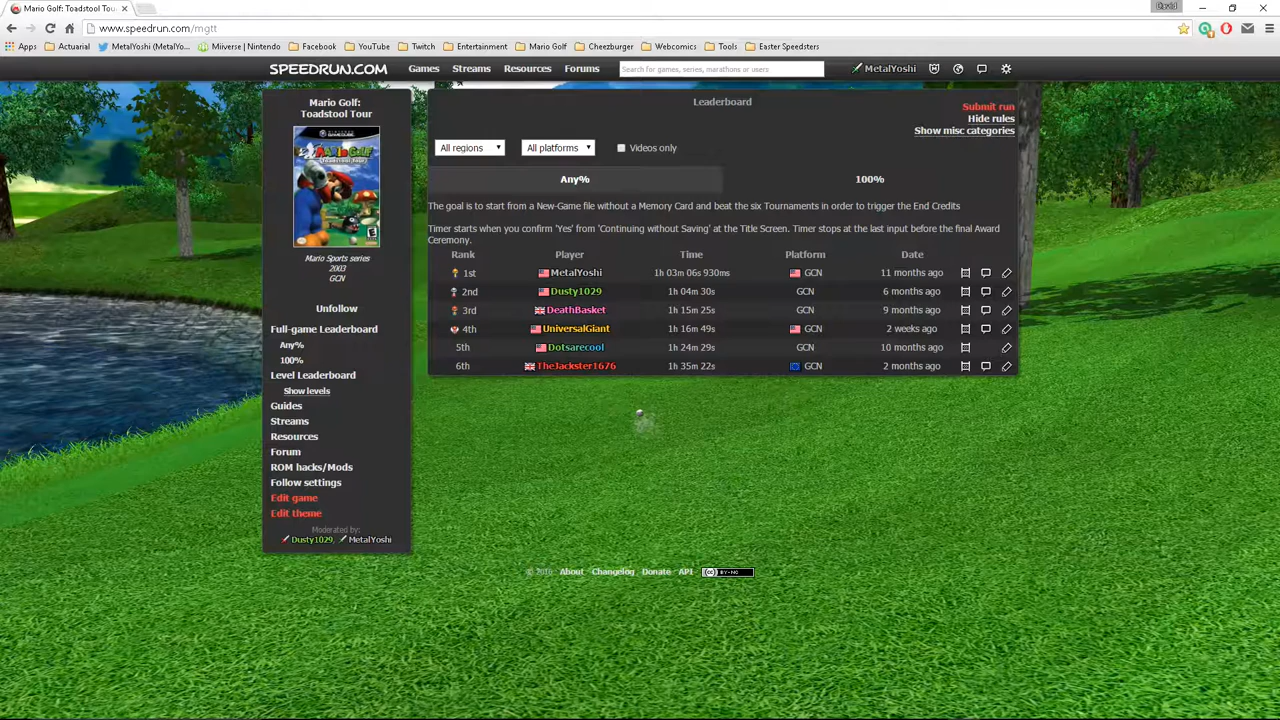 Mario Golf: Toadstool Tou
David
www.speedrun.com/mgtt
Apps Actuarial MetalYoshi (MetalYo... Miiverse | Nintendo Facebook YouTube Twitch Entertainment Mario Golf Cheezburger Webcomics Tools Easter Speedsters
SPEEDRUN.COM Games Streams Resources Forums Search for games, series, marathons or users MetalYoshi
Mario Golf:
Toadstool Tour
MARIO GOLF
Mario Sports series
2003
GCN
Unfollow
Full-game Leaderboard
Any%
100%
Level Leaderboard
Show levels
Guides
Streams
Resources
Forum
ROM hacks/Mods
Follow settings
Edit game
Edit theme
Moderated by:
Dusty1029, MetalYoshi
Leaderboard
Submit run
Hide rules
Show misc categories
All regions All platforms Videos only
Any% 100%
The goal is to start from a New-Game file without a Memory Card and beat the six Tournaments in order to trigger the End Credits
Timer starts when you confirm 'Yes' from 'Continuing without Saving' at the Title Screen. Timer stops at the last input before the final Award
Ceremony.
Rank Player Time Platform Date
1st MetalYoshi 1h 03m 06s 930ms GCN 11 months ago
2nd Dusty1029 1h 04m 30s GCN 6 months ago
3rd DeathBasket 1h 15m 25s GCN 9 months ago
4th UniversalGiant 1h 16m 49s GCN 2 weeks ago
5th Dotsarecool 1h 24m 29s GCN 10 months ago
6th TheJackster1676 1h 35m 22s GCN 2 months ago
© 2016 About Changelog Donate API BY-NC